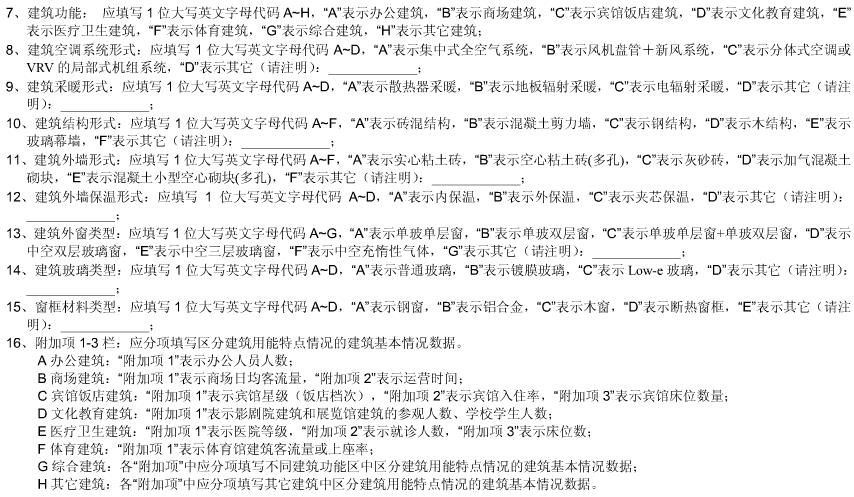 7、建筑功能： 应填写1位大写英文字母代码A~H，“A”表示办公建筑，“B”表示商场建筑，“C”表示宾馆饭店建筑，“D”表示文化教育建筑，“E”
表示医疗卫生建筑，“F”表示体育建筑，“G”表示综合建筑，“H”表示其它建筑；
8、建筑空调系统形式：应填写1位大写英文字母代码A~D，“A”表示集中式全空气系统，“B”表示风机盘管＋新风系统，“C”表示分体式空调或
VRV的局部式机组系统，“D”表示其它（请注明）：____________；
9、建筑采暖形式：应填写1位大写英文字母代码A~D，“A”表示散热器采暖，“B”表示地板辐射采暖，“C”表示电辐射采暖，“D”表示其它（请注
明）：____________；
10、建筑结构形式：应填写1位大写英文字母代码A~F，“A”表示砖混结构，“B”表示混凝土剪力墙，“C”表示钢结构，“D”表示木结构，“E”表示
玻璃幕墙，“F”表示其它（请注明）：____________；
11、建筑外墙形式：应填写1位大写英文字母代码A~F，“A”表示实心粘土砖，“B”表示空心粘土砖(多孔)，“C”表示灰砂砖，“D”表示加气混凝土
砌块，“E”表示混凝土小型空心砌块(多孔)，“F”表示其它（请注明）：____________；
12、建筑外墙保温形式：应填写 1 位大写英文字母代码 A~D，“A”表示内保温，“B”表示外保温，“C”表示夹芯保温，“D”表示其它（请注明）：
____________；
13、建筑外窗类型：应填写1位大写英文字母代码A~G，“A”表示单玻单层窗，“B”表示单玻双层窗，“C”表示单玻单层窗+单玻双层窗，“D”表示
中空双层玻璃窗，“E”表示中空三层玻璃窗，“F”表示中空充惰性气体，“G”表示其它（请注明）：____________；
14、建筑玻璃类型：应填写1位大写英文字母代码A~D，“A”表示普通玻璃，“B”表示镀膜玻璃，“C”表示Low-e玻璃，“D”表示其它（请注明）：
____________；
15、窗框材料类型：应填写1位大写英文字母代码A~D，“A”表示钢窗，“B”表示铝合金，“C”表示木窗，“D”表示断热窗框，“E”表示其它（请注
明）：____________；
16、附加项1-3栏：应分项填写区分建筑用能特点情况的建筑基本情况数据。
A办公建筑：“附加项1”表示办公人员人数；
B商场建筑：“附加项1”表示商场日均客流量，“附加项2”表示运营时间；
C宾馆饭店建筑：“附加项1”表示宾馆星级（饭店档次），“附加项2”表示宾馆入住率，“附加项3”表示宾馆床位数量；
D文化教育建筑：“附加项1”表示影剧院建筑和展览馆建筑的参观人数、学校学生人数；
E医疗卫生建筑：“附加项1”表示医院等级，“附加项2”表示就诊人数，“附加项3”表示床位数；
F体育建筑：“附加项1”表示体育馆建筑客流量或上座率；
G综合建筑：各“附加项”中应分项填写不同建筑功能区中区分建筑用能特点情况的建筑基本情况数据；
H其它建筑：各“附加项”中应分项填写其它建筑中区分建筑用能特点情况的建筑基本情况数据。